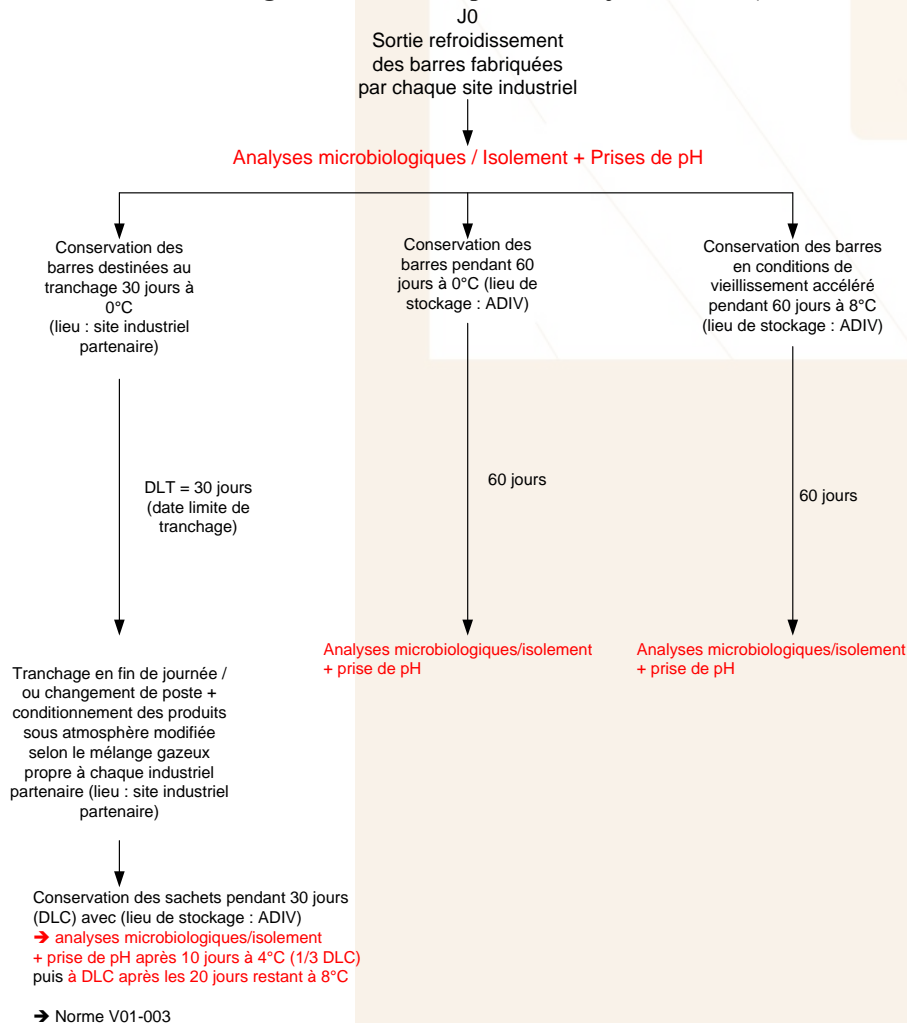 J0
Sortie refroidissement
des barres fabriquées
par chaque site industriel
Analyses microbiologiques / Isolement + Prises de pH
Conservation des
barres destinées au
tranchage 30 jours à
0°C
(lieu : site industriel
partenaire)
Conservation des
barres pendant 60
jours à 0°C (lieu de
stockage : ADIV)
Conservation des barres
en conditions de
vieillissement accéléré
pendant 60 jours à 8°C
(lieu de stockage : ADIV)
DLT = 30 jours
(date limite de
tranchage)
60 jours
60 jours
Analyses microbiologiques/isolement
+ prise de pH
Analyses microbiologiques/isolement
+ prise de pH
Tranchage en fin de journée /
ou changement de poste +
conditionnement des produits
sous atmosphère modifiée
selon le mélange gazeux
propre à chaque industriel
partenaire (lieu : site industriel
partenaire)
Conservation des sachets pendant 30 jours
(DLC) avec (lieu de stockage : ADIV)
➔ analyses microbiologiques/isolement
+ prise de pH après 10 jours à 4°C (1/3 DLC)
puis à DLC après les 20 jours restant à 8°C
➔ Norme V01-003